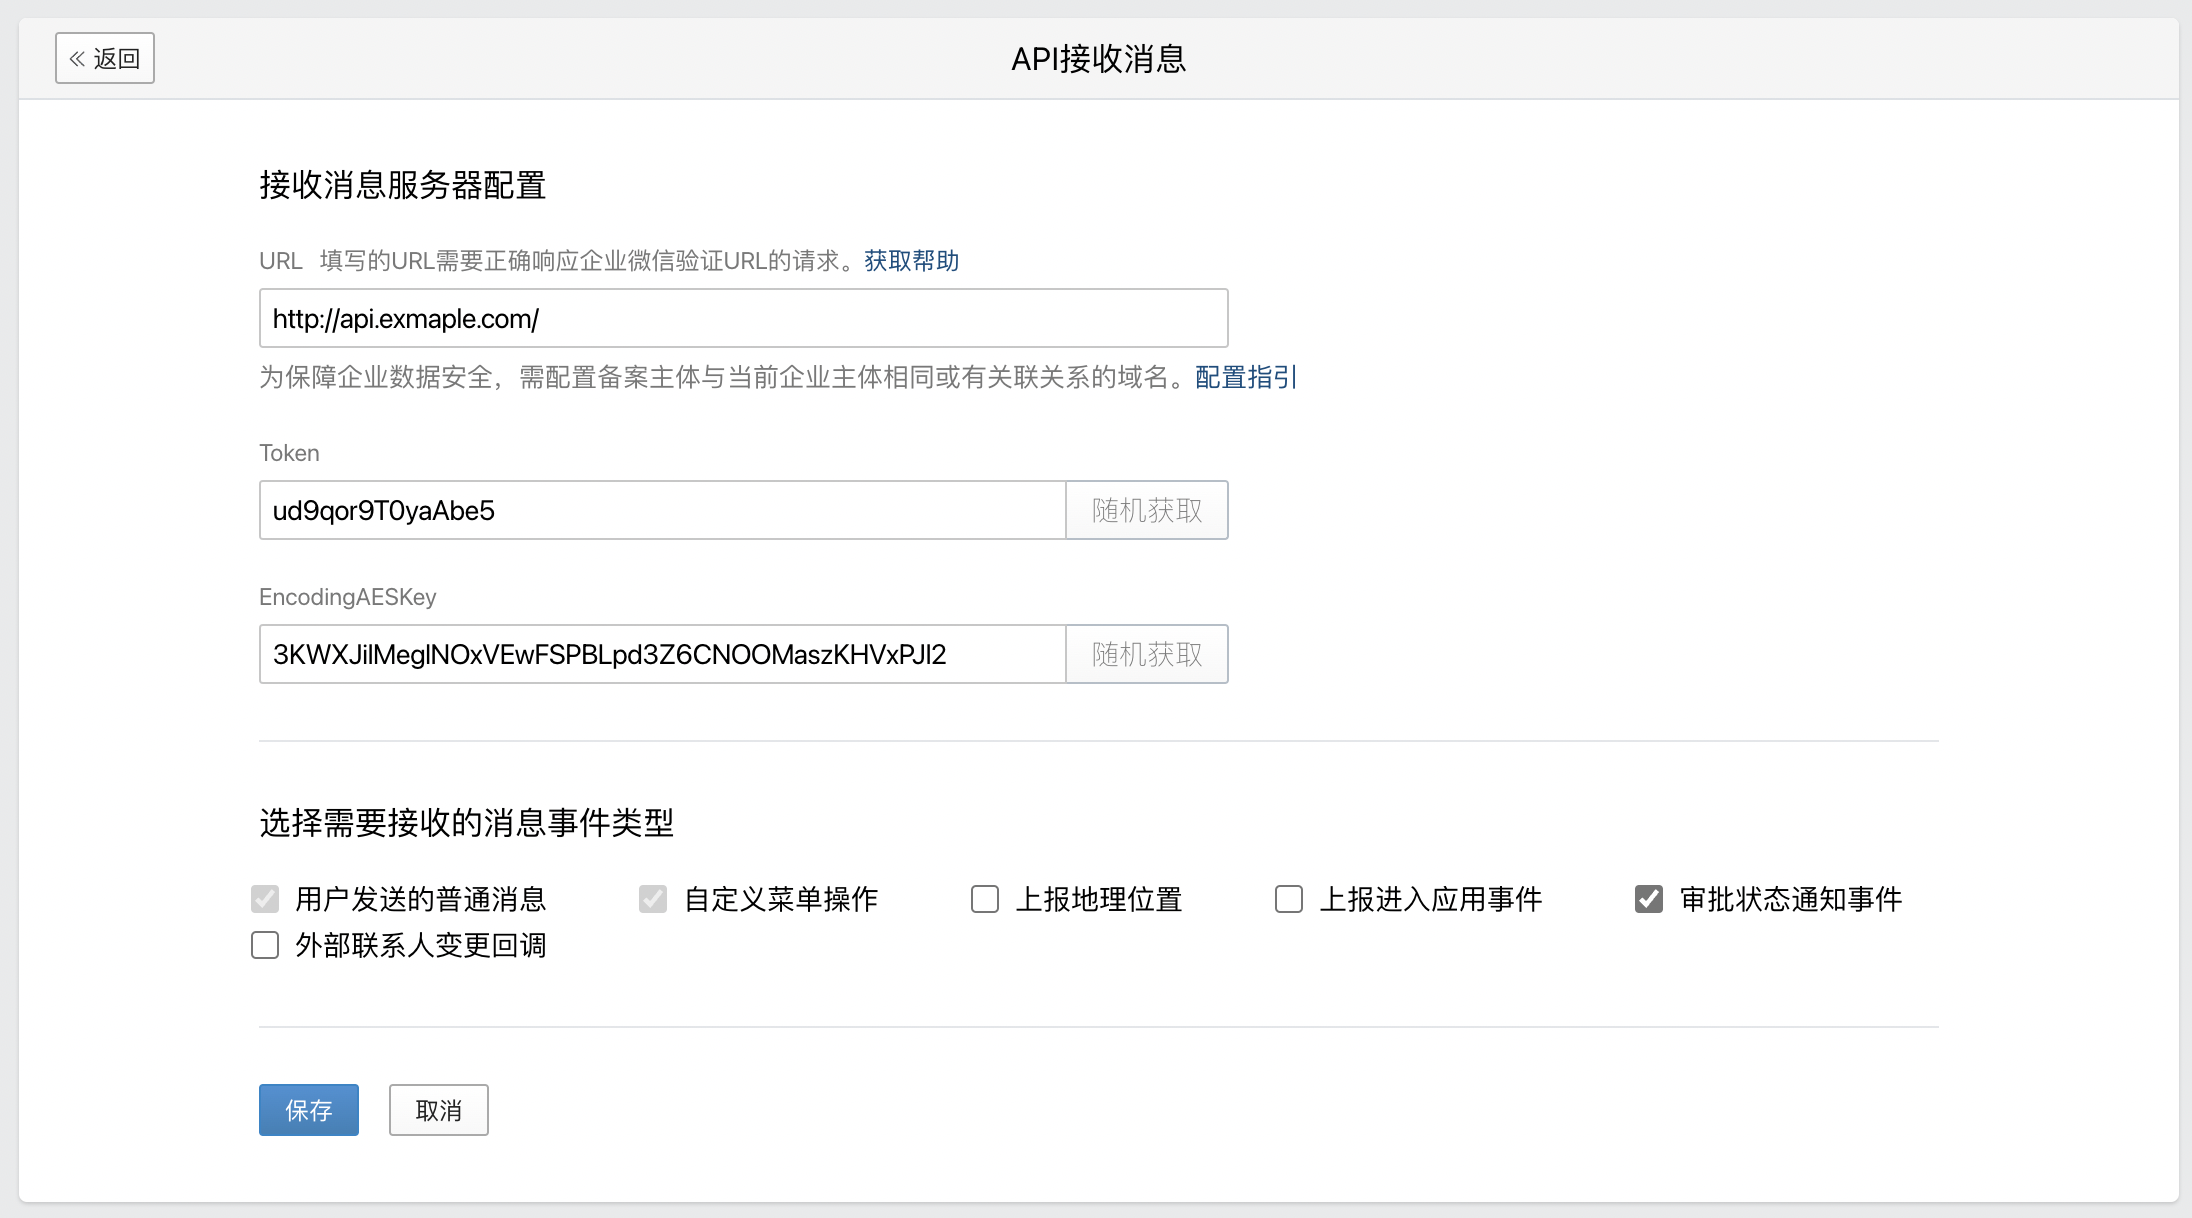 返回
API接收消息
接收消息服务器配置
URL 填写的URL需要正确响应企业微信验证URL的请求。获取帮助
http://api.exmaple.com/
为保障企业数据安全，需配置备案主体与当前企业主体相同或有关联关系的域名。配置指引
Token
ud9qor9T0yaAbe5 随机获取
EncodingAESKey
3KWXJiIMegINOxVEwFSPBLpd3Z6CNOOMaszKHVxPJI2 随机获取
选择需要接收的消息事件类型
用户发送的普通消息 自定义菜单操作 上报地理位置 上报进入应用事件 审批状态通知事件
外部联系人变更回调
保存 取消